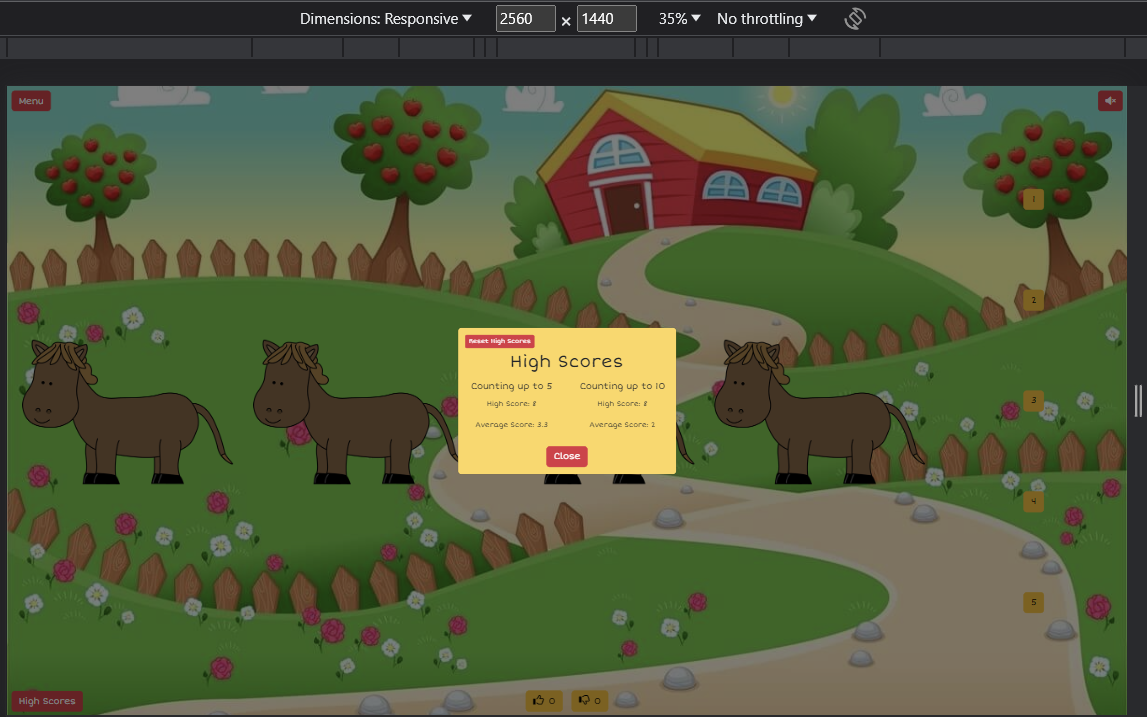 Dimensions: Responsive 2560 × 1440 35% No throttling
Menu
1
2
Reset High Scores
High Scores
Counting up to 5 Counting up to 10
High Score: 8 High Score: 8
Average Score: 3.3 Average Score: 2
3
Close
4
5
High Scores 0 0